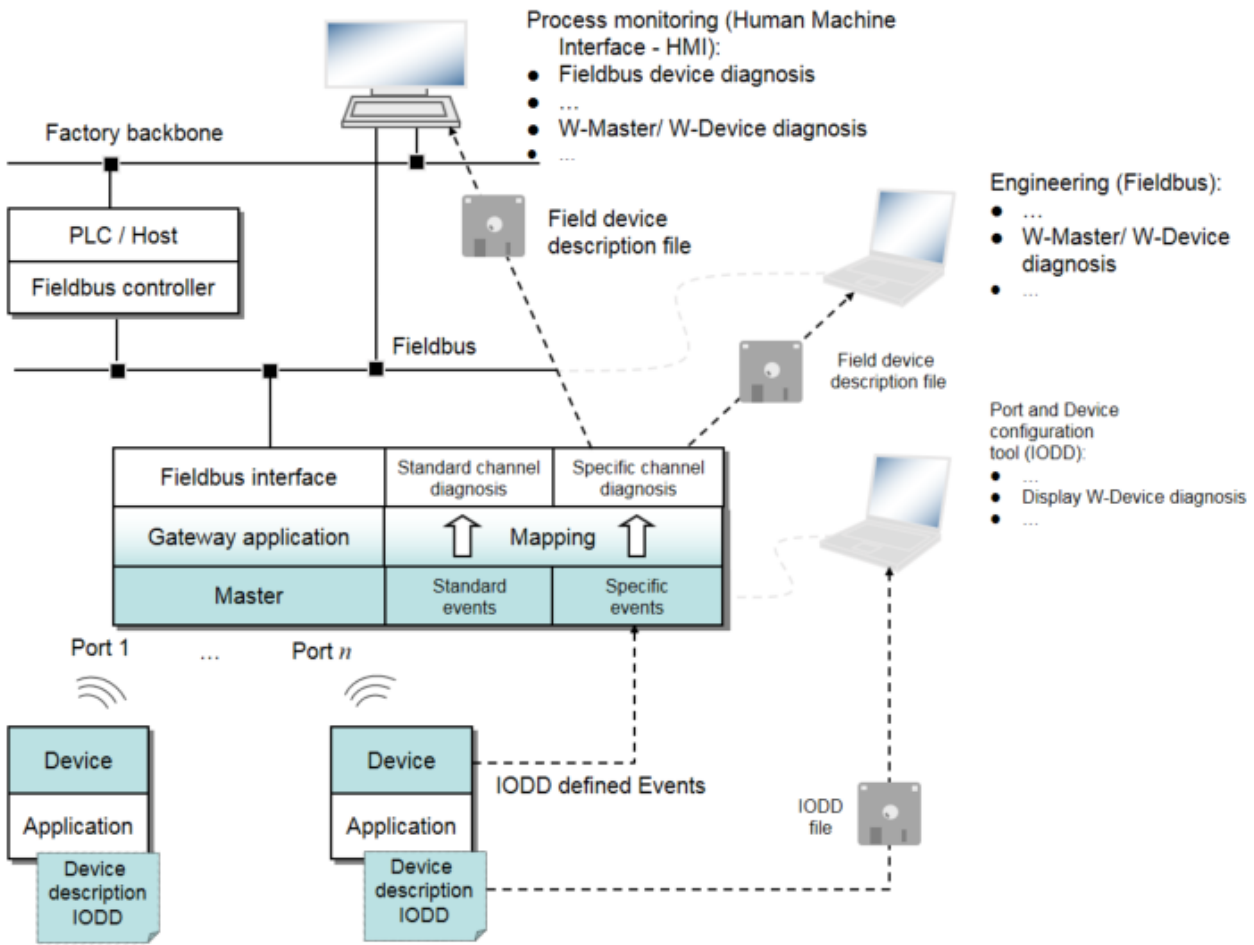 Process monitoring (Human Machine
Interface - HMI):
● Fieldbus device diagnosis
● ...
● W-Master/ W-Device diagnosis
● ...
Factory backbone
PLC / Host
Fieldbus controller
Field device
description file
Engineering (Fieldbus):
● ...
● W-Master/ W-Device
diagnosis
● ...
Fieldbus
Field device
description file
Port and Device
configuration
tool (IODD):
● ...
● Display W-Device diagnosis
● ...
Fieldbus interface
Standard channel
diagnosis
Specific channel
diagnosis
Gateway application
Mapping
Master
Standard
events
Specific
events
Port 1
...
Port n
Device
Application
Device
description
IODD
Device
Application
Device
description
IODD
IODD defined Events
IODD
file